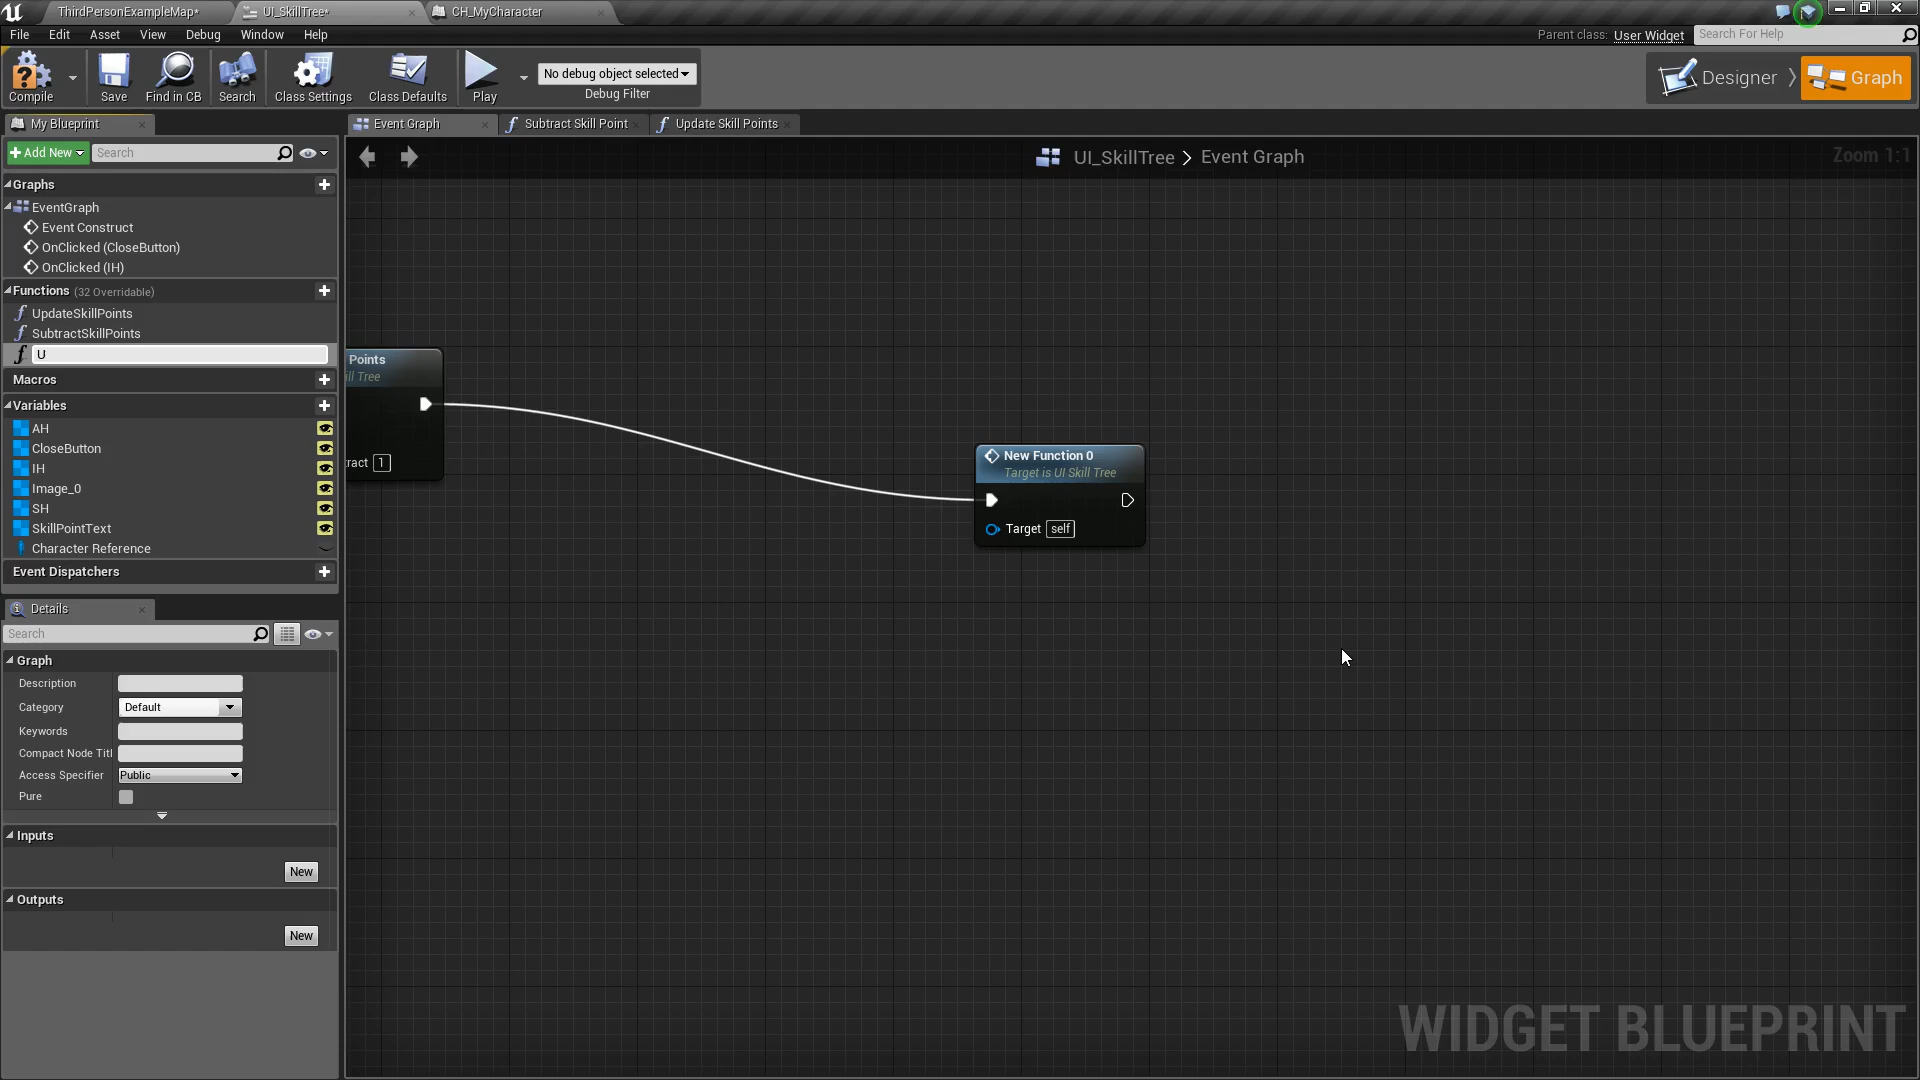 ThirdPersonExampleMap*
UI_SkillTree*
CH_MyCharacter
File Edit Asset View Debug Window Help
Parent class: User Widget
Search For Help
Compile
Save
Find in CB
Search
Class Settings
Class Defaults
Play
No debug object selected
Debug Filter
Designer
Graph
My Blueprint
Event Graph
Subtract Skill Point
Update Skill Points
Add New
Search
UI_SkillTree > Event Graph
Zoom 1:1
Graphs
EventGraph
Event Construct
OnClicked (CloseButton)
OnClicked (IH)
Functions (32 Overridable)
UpdateSkillPoints
SubtractSkillPoints
U
Macros
Variables
AH
CloseButton
IH
Image_0
SH
SkillPointText
Character Reference
Event Dispatchers
Points
ill Tree
ract 1
New Function 0
Target is UI Skill Tree
Target self
Details
Search
Graph
Description
Category Default
Keywords
Compact Node Titl
Access Specifier Public
Pure
Inputs
New
Outputs
New
WIDGET BLUEPRINT